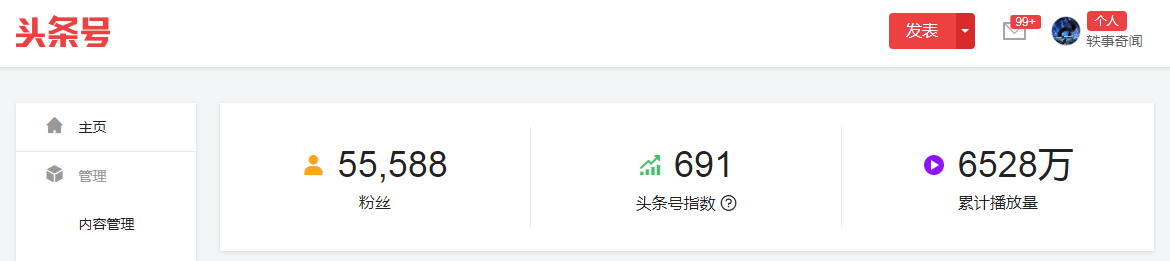 头条号
发表
99+
个人
轶事奇闻
主页
管理
内容管理
55,588
粉丝
691
头条号指数 ?
6528万
累计播放量